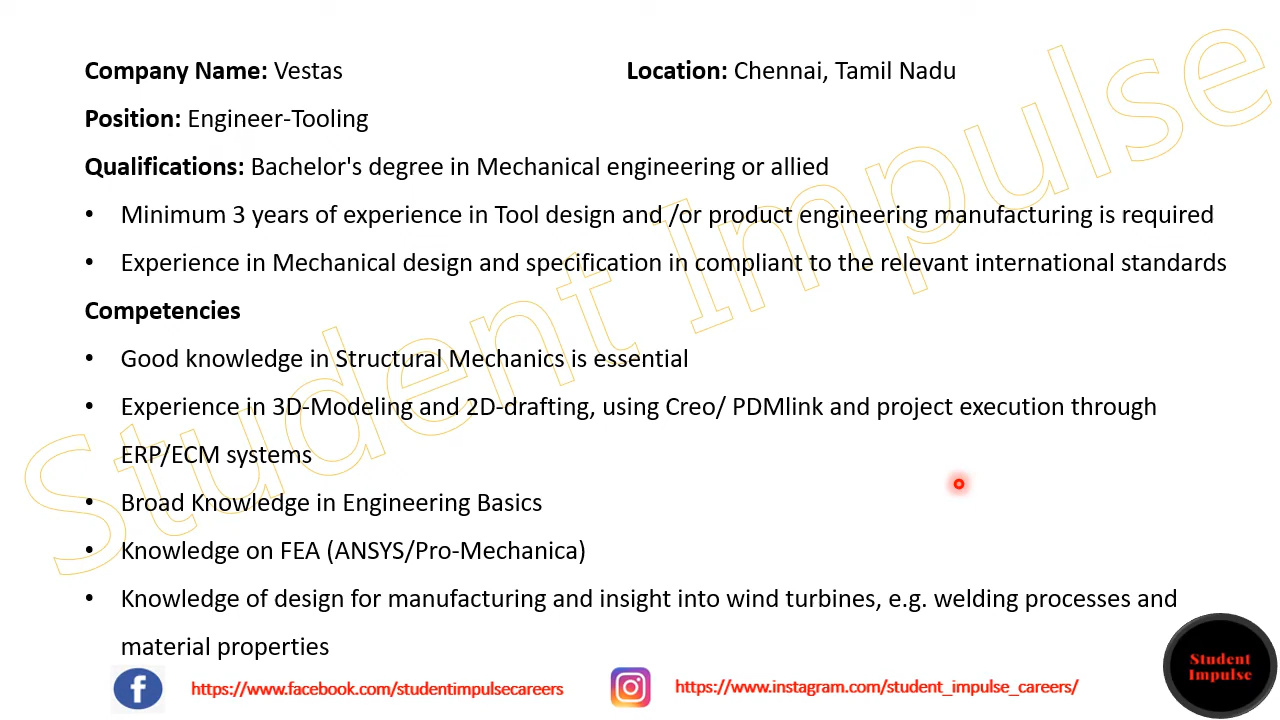 Company Name: Vestas Location: Chennai, Tamil Nadu
Position: Engineer-Tooling
Qualifications: Bachelor's degree in Mechanical engineering or allied
• Minimum 3 years of experience in Tool design and /or product engineering manufacturing is required
• Experience in Mechanical design and specification in compliant to the relevant international standards
Competencies
• Good knowledge in Structural Mechanics is essential
• Experience in 3D-Modeling and 2D-drafting, using Creo/ PDMlink and project execution through
ERP/ECM systems
• Broad Knowledge in Engineering Basics
• Knowledge on FEA (ANSYS/Pro-Mechanica)
• Knowledge of design for manufacturing and insight into wind turbines, e.g. welding processes and
material properties
https://www.facebook.com/studentimpulsecareers
https://www.instagram.com/student_impulse_careers/
Student
Impulse
Student Impulse